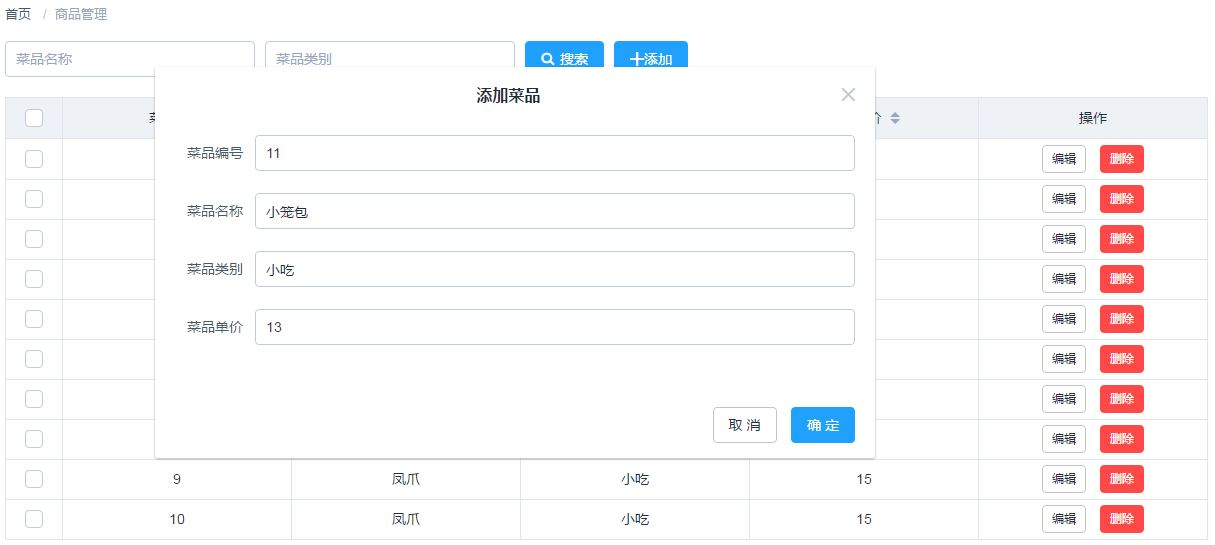 首页 / 商品管理
菜品名称 菜品类别 搜索 添加
添加菜品
价 操作
菜品编号 11
编辑 删除
菜品名称 小笼包
编辑 删除
编辑 删除
菜品类别 小吃
编辑 删除
菜品单价 13
编辑 删除
编辑 删除
编辑 删除
取消 确定
编辑 删除
9 凤爪 小吃 15 编辑 删除
10 凤爪 小吃 15 编辑 删除